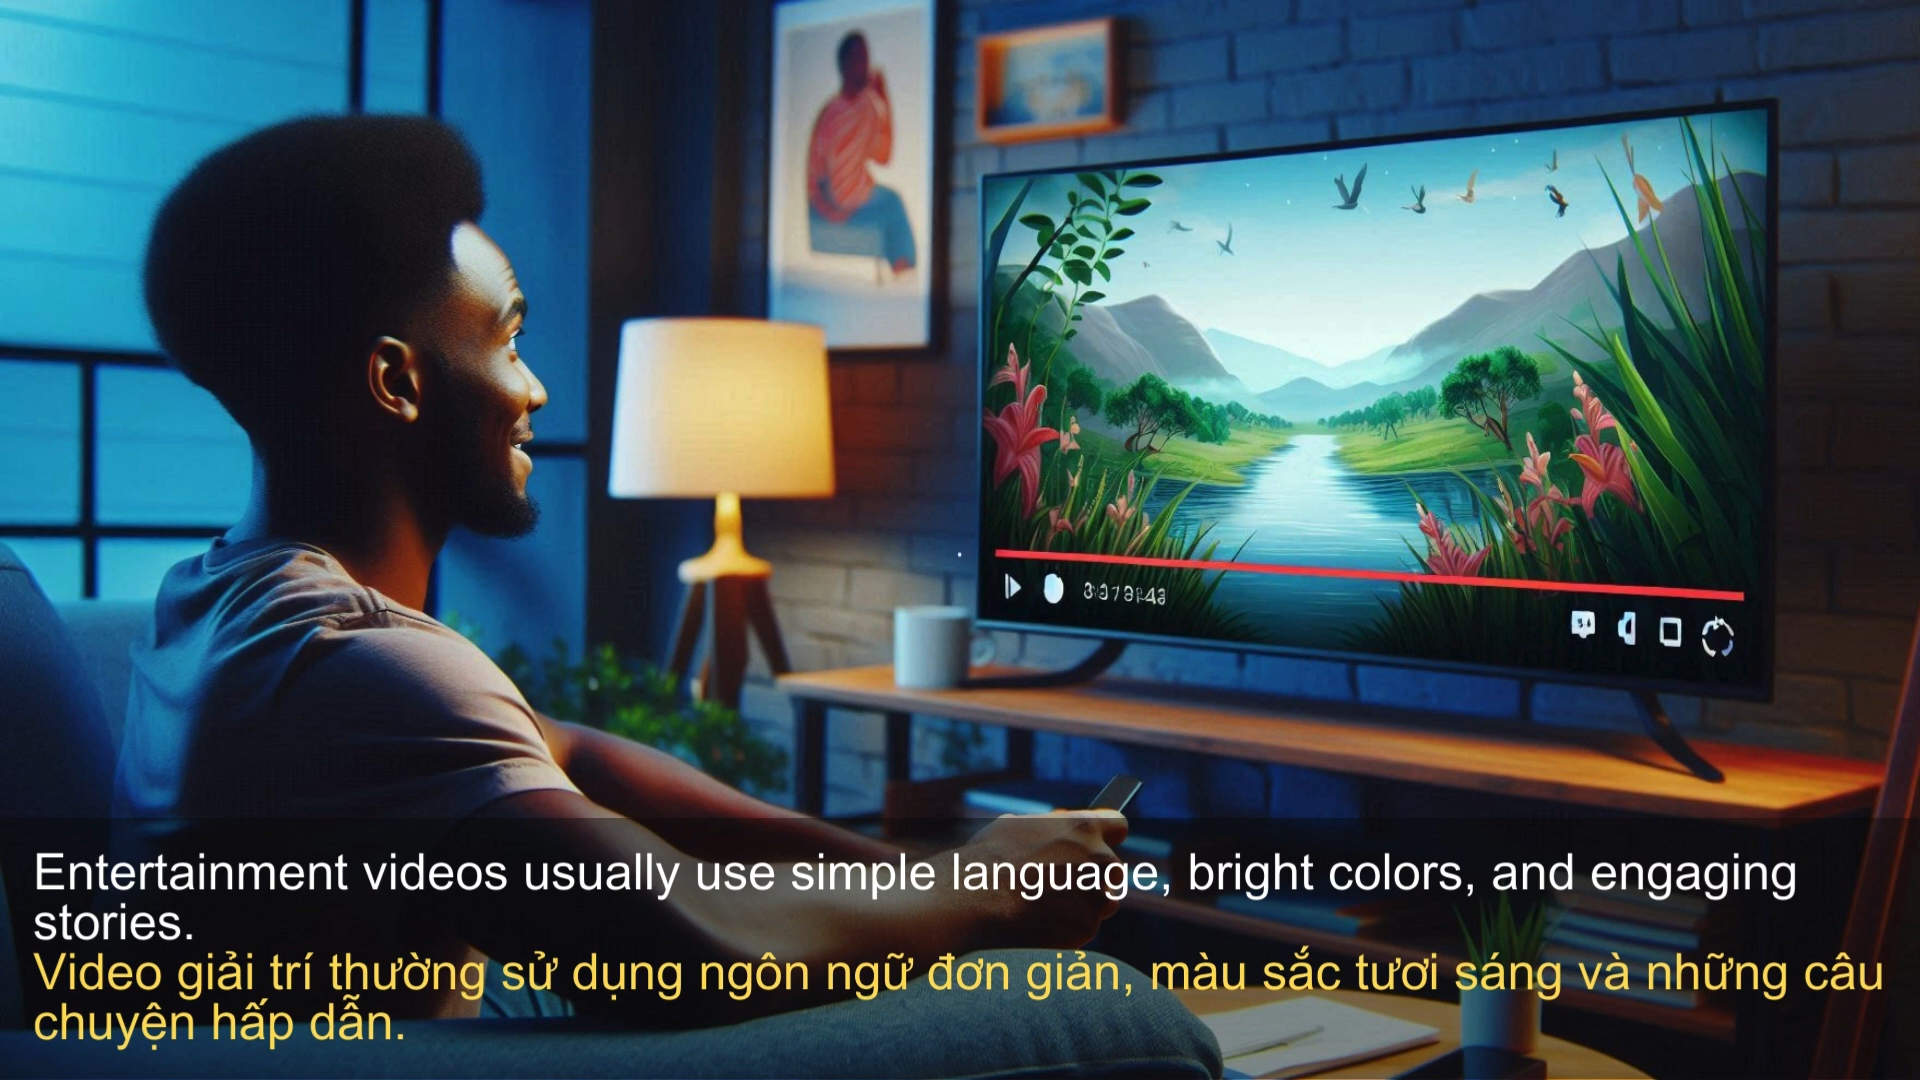 Entertainment videos usually use simple language, bright colors, and engaging
stories.
Video giải trí thường sử dụng ngôn ngữ đơn giản, màu sắc tươi sáng và những câu
chuyện hấp dẫn.